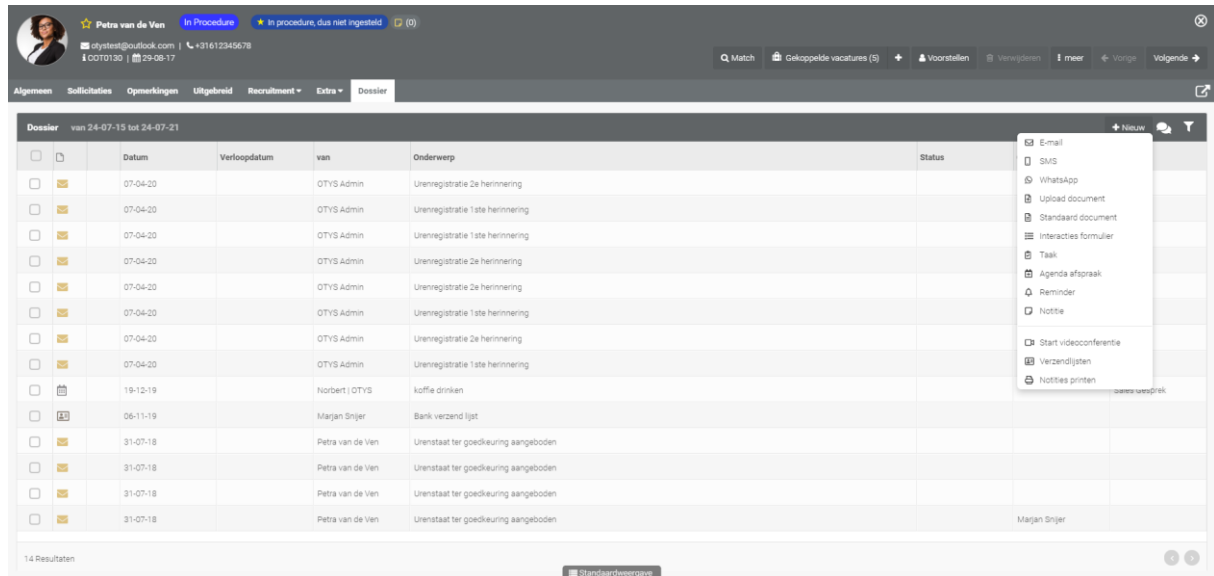 Petra van de Ven In Procedure In procedure, dus niet ingesteld (0)
otystest@outlook.com | +31612345678
COT0130 | 29-08-17
Match Gekoppelde vacatures (5) + Voorstellen Verwijderen meer Vorige Volgende
Algemeen Sollicitaties Opmerkingen Uitgebreid Recruitment Extra Dossier
Dossier van 24-07-15 tot 24-07-21 + Nieuw
Datum Verloopdatum van Onderwerp Status
07-04-20 OTYS Admin Urenregistratie 2e herinnering
07-04-20 OTYS Admin Urenregistratie 1ste herinnering
07-04-20 OTYS Admin Urenregistratie 1ste herinnering
07-04-20 OTYS Admin Urenregistratie 2e herinnering
07-04-20 OTYS Admin Urenregistratie 2e herinnering
07-04-20 OTYS Admin Urenregistratie 1ste herinnering
07-04-20 OTYS Admin Urenregistratie 2e herinnering
07-04-20 OTYS Admin Urenregistratie 1ste herinnering
19-12-19 Norbert | OTYS koffie drinken Sales Gesprek
06-11-19 Marjan Snijer Bank verzend lijst
31-07-18 Petra van de Ven Urenstaat ter goedkeuring aangeboden
31-07-18 Petra van de Ven Urenstaat ter goedkeuring aangeboden
31-07-18 Petra van de Ven Urenstaat ter goedkeuring aangeboden
31-07-18 Petra van de Ven Urenstaat ter goedkeuring aangeboden Marjan Snijer
E-mail
SMS
WhatsApp
Upload document
Standaard document
Interacties formulier
Taak
Agenda afspraak
Reminder
Notitie
Start videoconferentie
Verzendlijsten
Notities printen
14 Resultaten
Standaardweergave